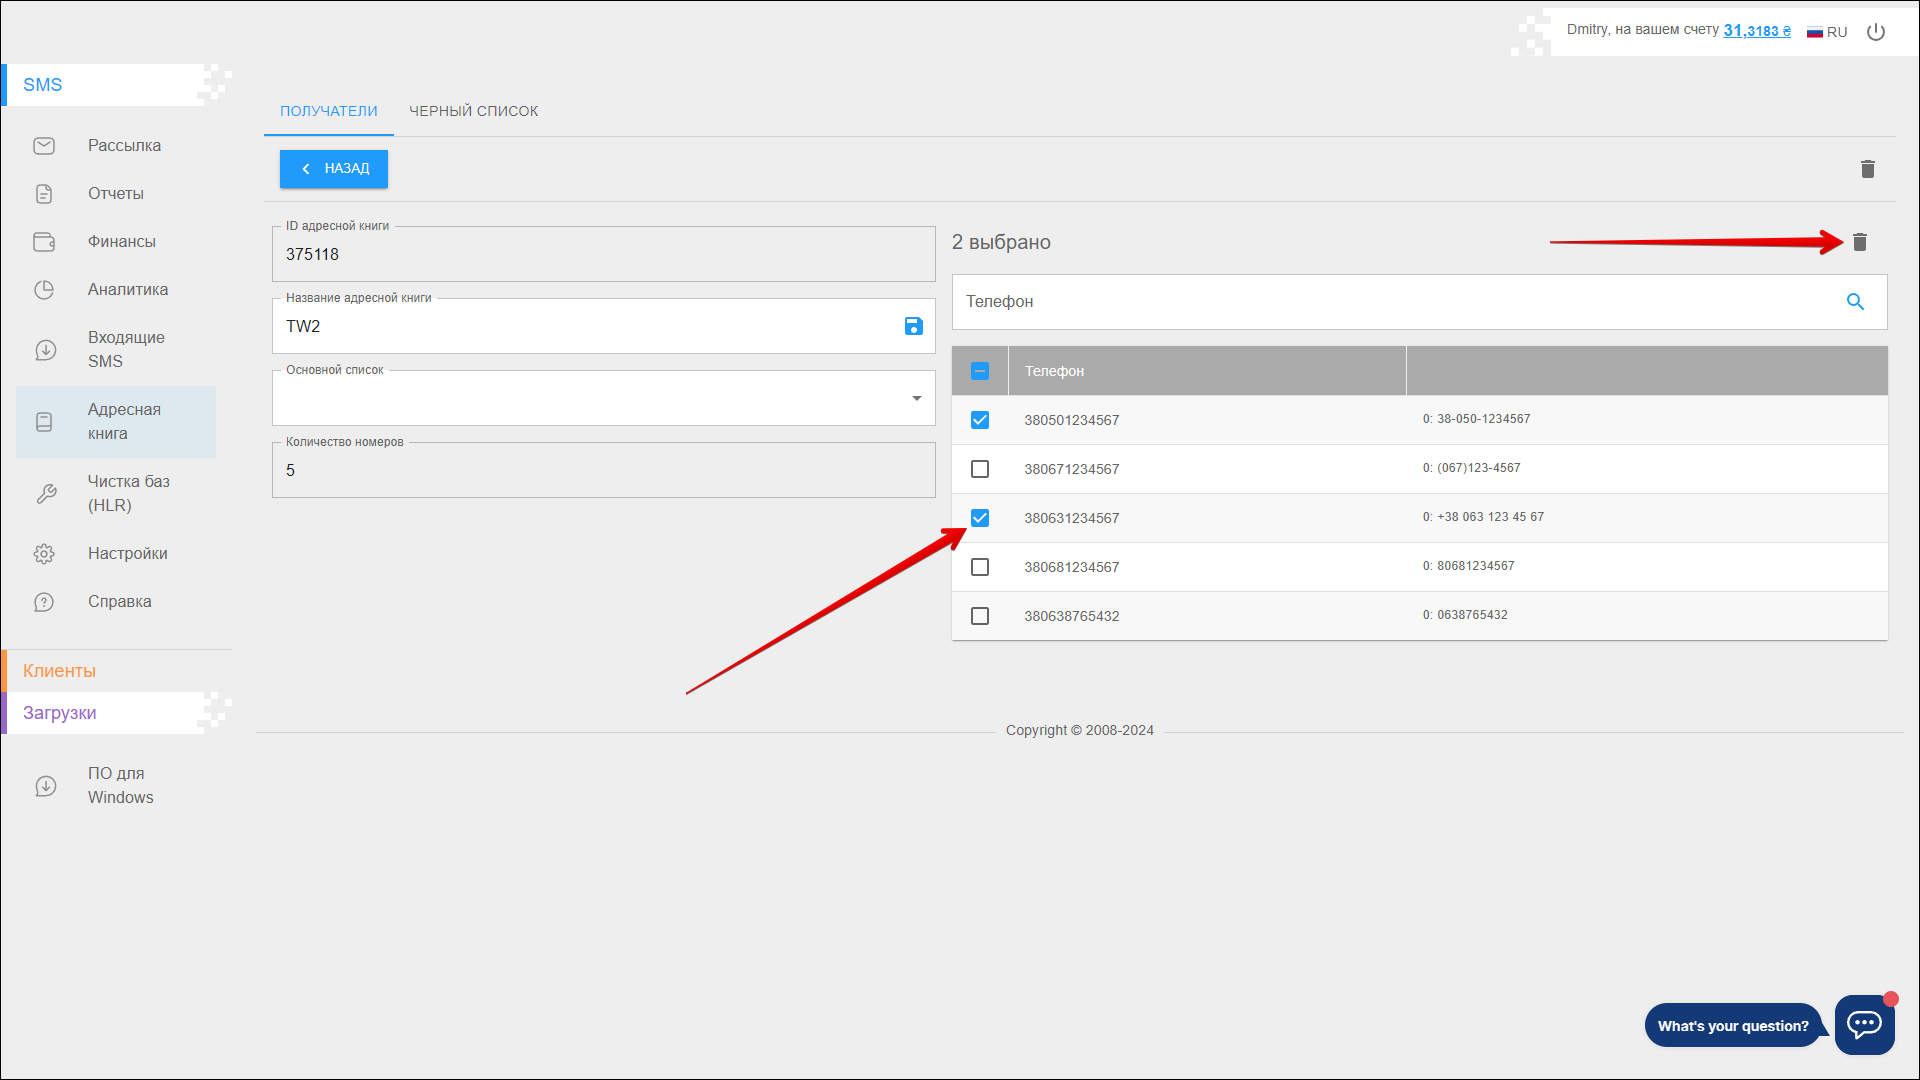 Dmitry, на вашем счету 31,3183 ₴
RU
SMS
Рассылка
Отчеты
Финансы
Аналитика
Входящие
SMS
Адресная
книга
Чистка баз
(HLR)
Настройки
Справка
Клиенты
Загрузки
ПО для
Windows
ПОЛУЧАТЕЛИ
ЧЕРНЫЙ СПИСОК
НАЗАД
ID адресной книги
375118
Название адресной книги
TW2
Основной список
Количество номеров
5
2 выбрано
Телефон
Телефон
380501234567 0: 38-050-1234567
380671234567 0: (067)123-4567
380631234567 0: +38 063 123 45 67
380681234567 0: 80681234567
380638765432 0: 0638765432
Copyright © 2008-2024
What's your question?